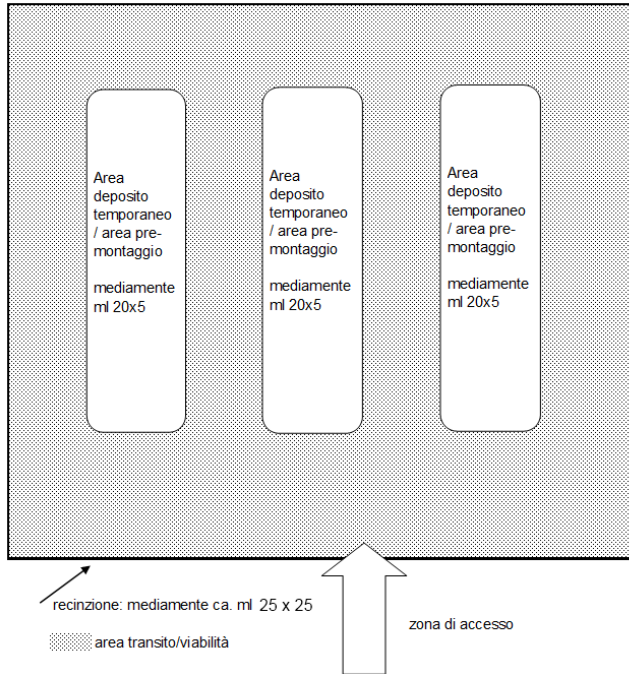 Area
deposito
temporaneo
/ area pre-
montaggio
mediamente
ml 20x5
Area
deposito
temporaneo
/ area pre-
montaggio
mediamente
ml 20x5
Area
deposito
temporaneo
/ area pre-
montaggio
mediamente
ml 20x5
recinzione: mediamente ca. ml 25 x 25
zona di accesso
area transito/viabilità